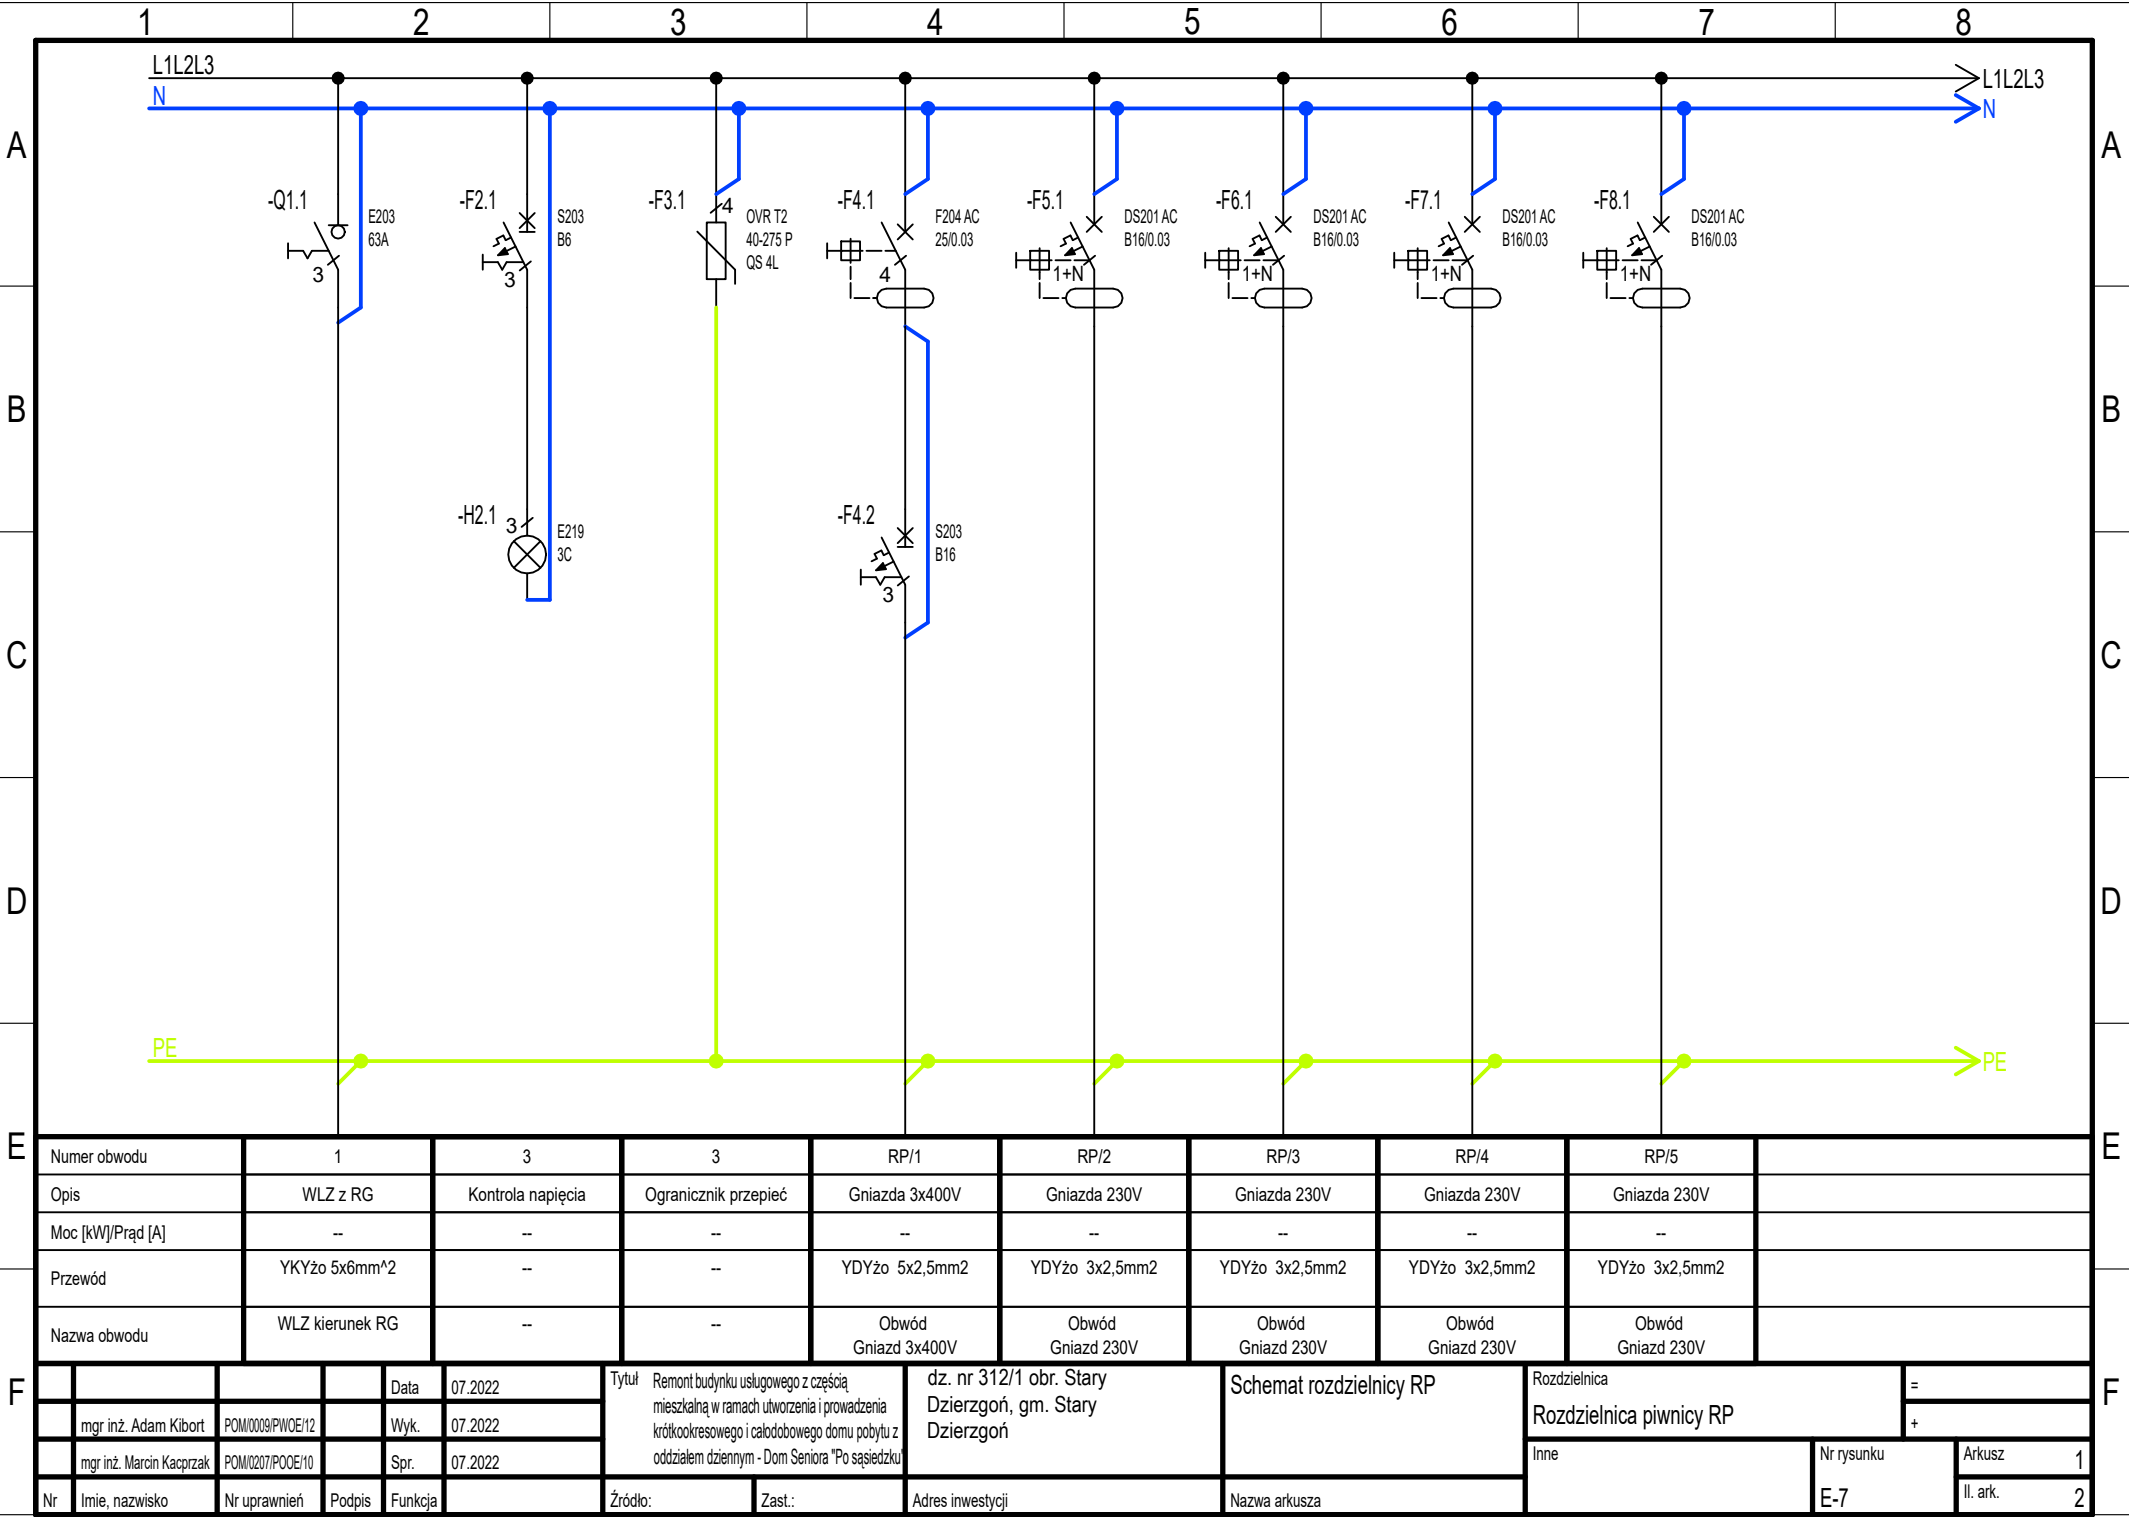 1 2 3 4 5 6 7 8
L1L2L3 L1L2L3
N N
A A
-Q1.1 E203 63A 3
-F2.1 S203 B6 3
-F3.1 4 OVR T2 40-275 P QS 4L
-F4.1 F204 AC 25/0.03 4
-F5.1 DS201 AC B16/0.03 1+N
-F6.1 DS201 AC B16/0.03 1+N
-F7.1 DS201 AC B16/0.03 1+N
-F8.1 DS201 AC B16/0.03 1+N
B B
-H2.1 3 E219 3C
-F4.2 S203 B16 3
C C
D D
PE PE
E E
Numer obwodu 1 3 3 RP/1 RP/2 RP/3 RP/4 RP/5
Opis WLZ z RG Kontrola napięcia Ogranicznik przepieć Gniazda 3x400V Gniazda 230V Gniazda 230V Gniazda 230V Gniazda 230V
Moc [kW]/Prąd [A] -- -- -- -- -- -- -- --
Przewód YKYżo 5x6mm^2 -- -- YDYżo 5x2,5mm2 YDYżo 3x2,5mm2 YDYżo 3x2,5mm2 YDYżo 3x2,5mm2 YDYżo 3x2,5mm2
Nazwa obwodu WLZ kierunek RG -- -- Obwód Gniazd 3x400V Obwód Gniazd 230V Obwód Gniazd 230V Obwód Gniazd 230V Obwód Gniazd 230V
F F
Data 07.2022
mgr inż. Adam Kibort POM/0009/PWOE/12 Wyk. 07.2022
mgr inż. Marcin Kacprzak POM/0207/POOE/10 Spr. 07.2022
Nr Imie, nazwisko Nr uprawnień Podpis Funkcja
Tytuł Remont budynku usługowego z częścią
mieszkalną w ramach utworzenia i prowadzenia
krótkookresowego i całodobowego domu pobytu z
oddziałem dziennym - Dom Seniora "Po sąsiedzku"
Źródło: Zast.:
dz. nr 312/1 obr. Stary
Dzierzgoń, gm. Stary
Dzierzgoń
Adres inwestycji
Schemat rozdzielnicy RP
Nazwa arkusza
Rozdzielnica
Rozdzielnica piwnicy RP
=
+
Inne
Nr rysunku
E-7
Arkusz 1
Il. ark. 2